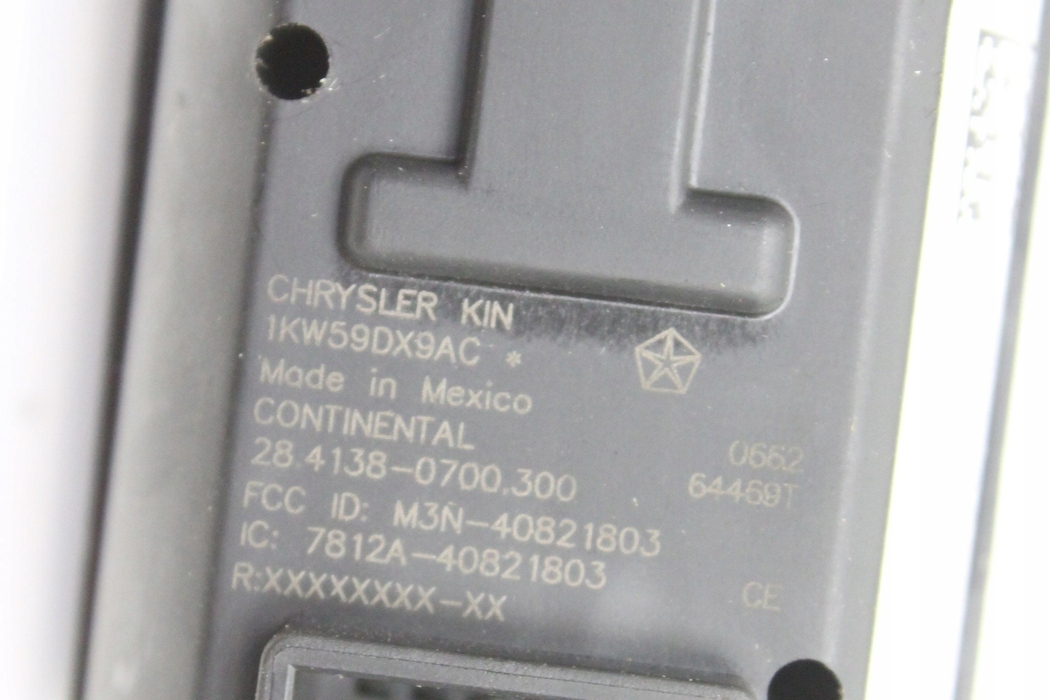 CHRYSLER KIN
1KW59DX9AC *
Made in Mexico
CONTINENTAL
28.4138-0700.300
FCC ID: M3N-40821803
IC: 7812A-40821803
R:XXXXXXXX-XX
0662
64469T
CE